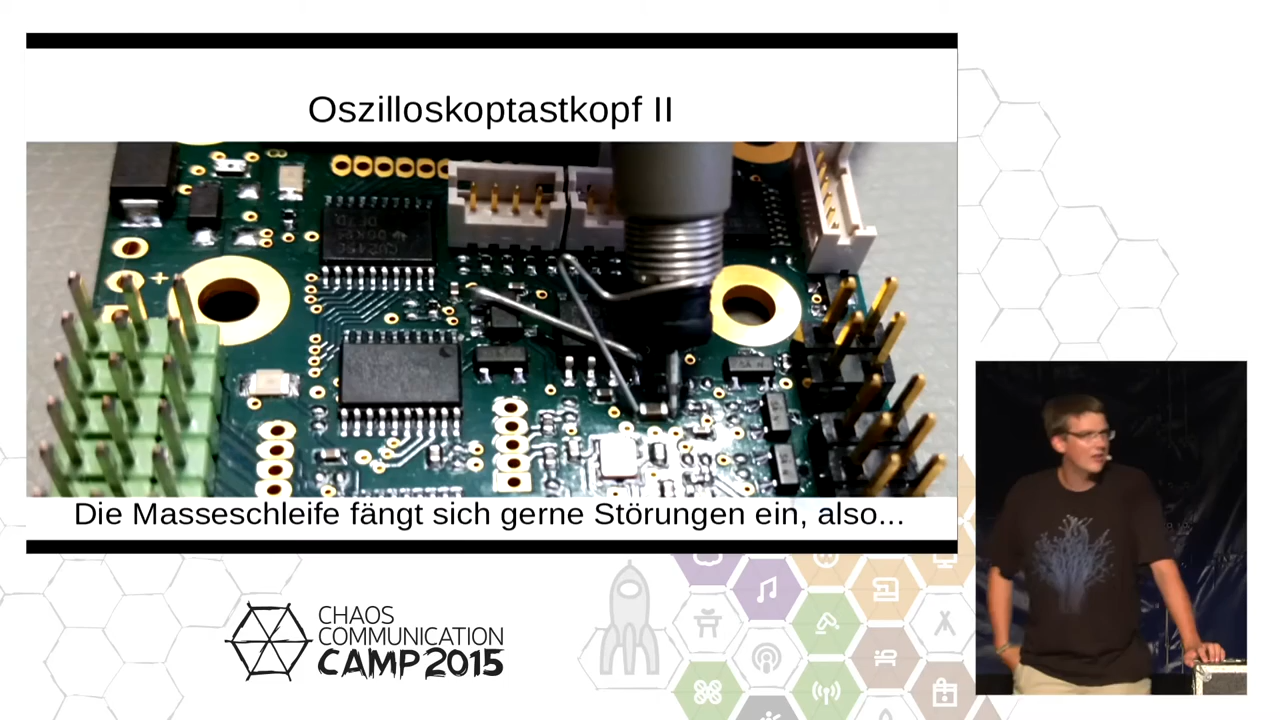 Oszilloskoptastkopf II
Die Masseschleife fängt sich gerne Störungen ein, also...
CHAOS
COMMUNICATION
CAMP 2015